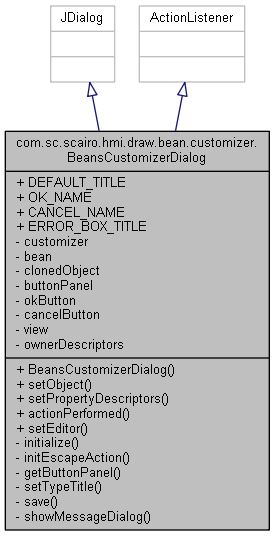 JDialog
ActionListener
com.sc.scairo.hmi.draw.bean.customizer.
BeansCustomizerDialog
+ DEFAULT_TITLE
+ OK_NAME
+ CANCEL_NAME
+ ERROR_BOX_TITLE
- customizer
- bean
- clonedObject
- buttonPanel
- okButton
- cancelButton
- view
- ownerDescriptors
+ BeansCustomizerDialog()
+ setObject()
+ setPropertyDescriptors()
+ actionPerformed()
+ setEditor()
- initialize()
- initEscapeAction()
- getButtonPanel()
- setTypeTitle()
- save()
- showMessageDialog()